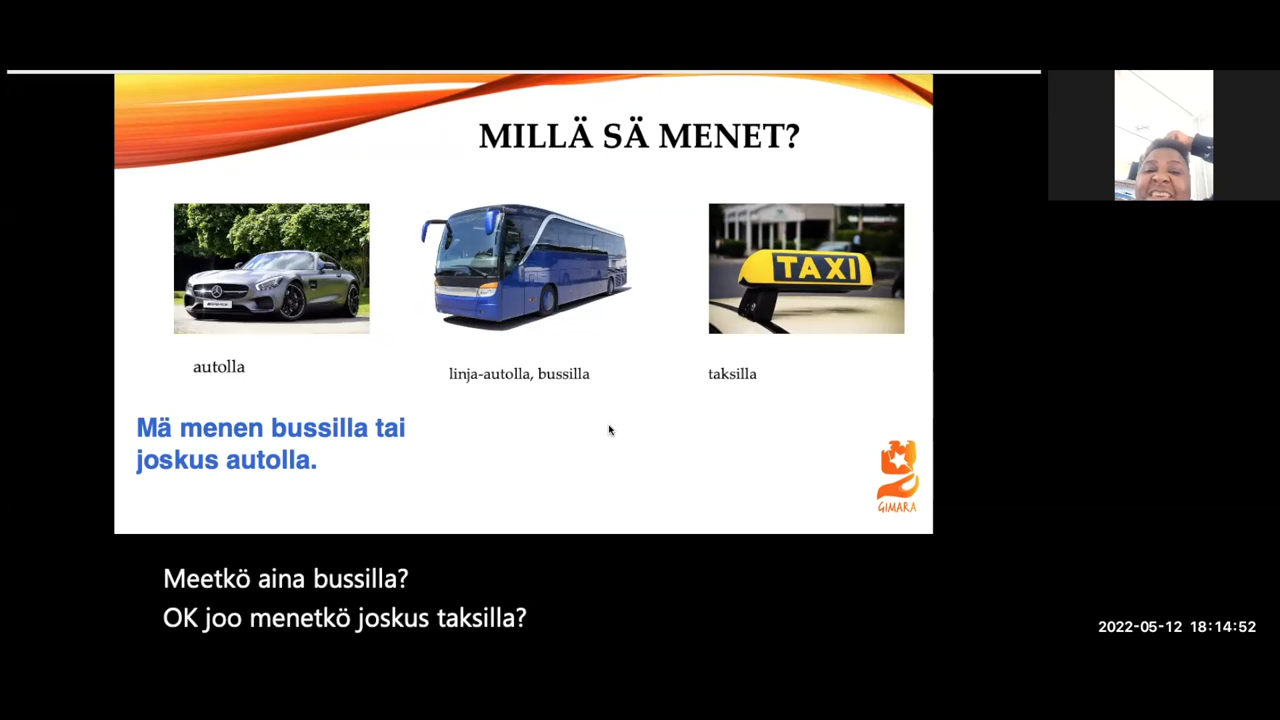 MILLÄ SÄ MENET?
TAXI
autolla
linja-autolla, bussilla
taksilla
Mä menen bussilla tai
joskus autolla.
GIMARA
Meetkö aina bussilla?
OK joo menetkö joskus taksilla?
2022-05-12 18:14:52